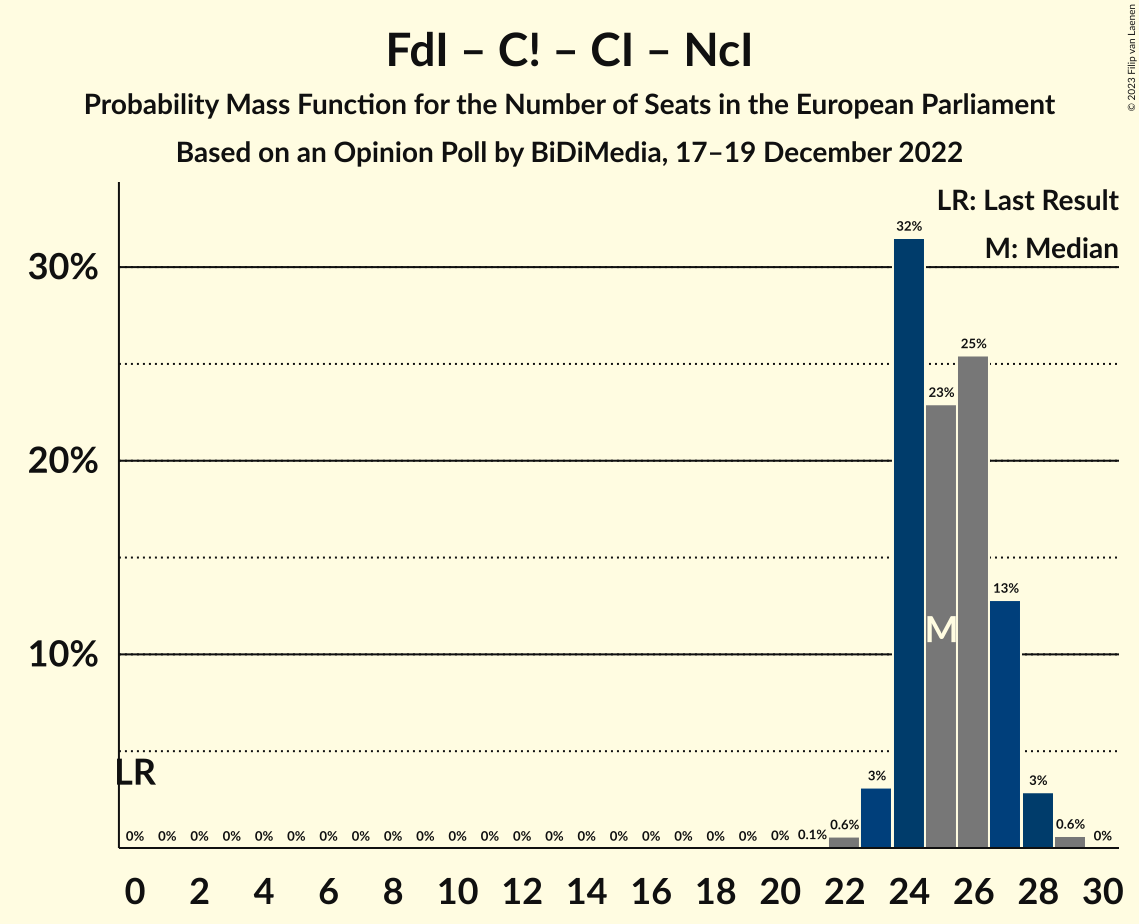 FdI – C! – CI – NcI
Probability Mass Function for the Number of Seats in the European Parliament
Based on an Opinion Poll by BiDiMedia, 17–19 December 2022
© 2023 Filip van Laenen
LR: Last Result
M: Median
30%
20%
10%
32%
25%
23%
13%
M
LR
0% 0% 0% 0% 0% 0% 0% 0% 0% 0% 0% 0% 0% 0% 0% 0% 0% 0% 0% 0% 0% 0.1% 0.6% 3% 3% 0.6% 0%
0 2 4 6 8 10 12 14 16 18 20 22 24 26 28 30